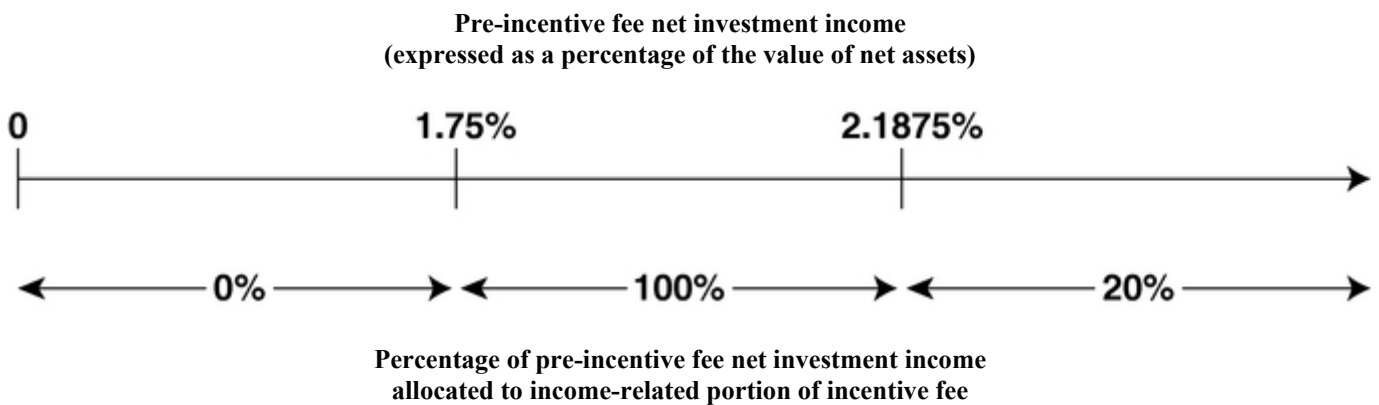 Pre-incentive fee net investment income
(expressed as a percentage of the value of net assets)
0 1.75% 2.1875%
0% 100% 20%
Percentage of pre-incentive fee net investment income
allocated to income-related portion of incentive fee